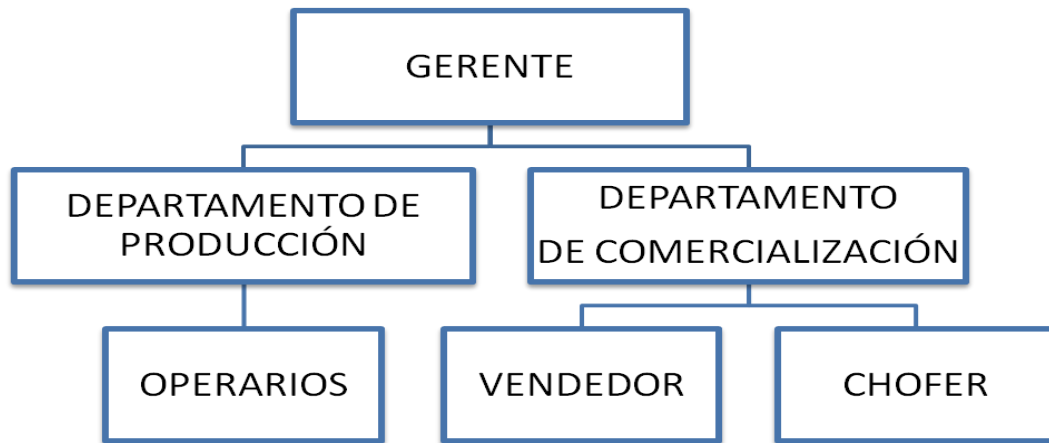 GERENTE
DEPARTAMENTO DE
PRODUCCIÓN
DEPARTAMENTO
DE COMERCIALIZACIÓN
OPERARIOS
VENDEDOR
CHOFER